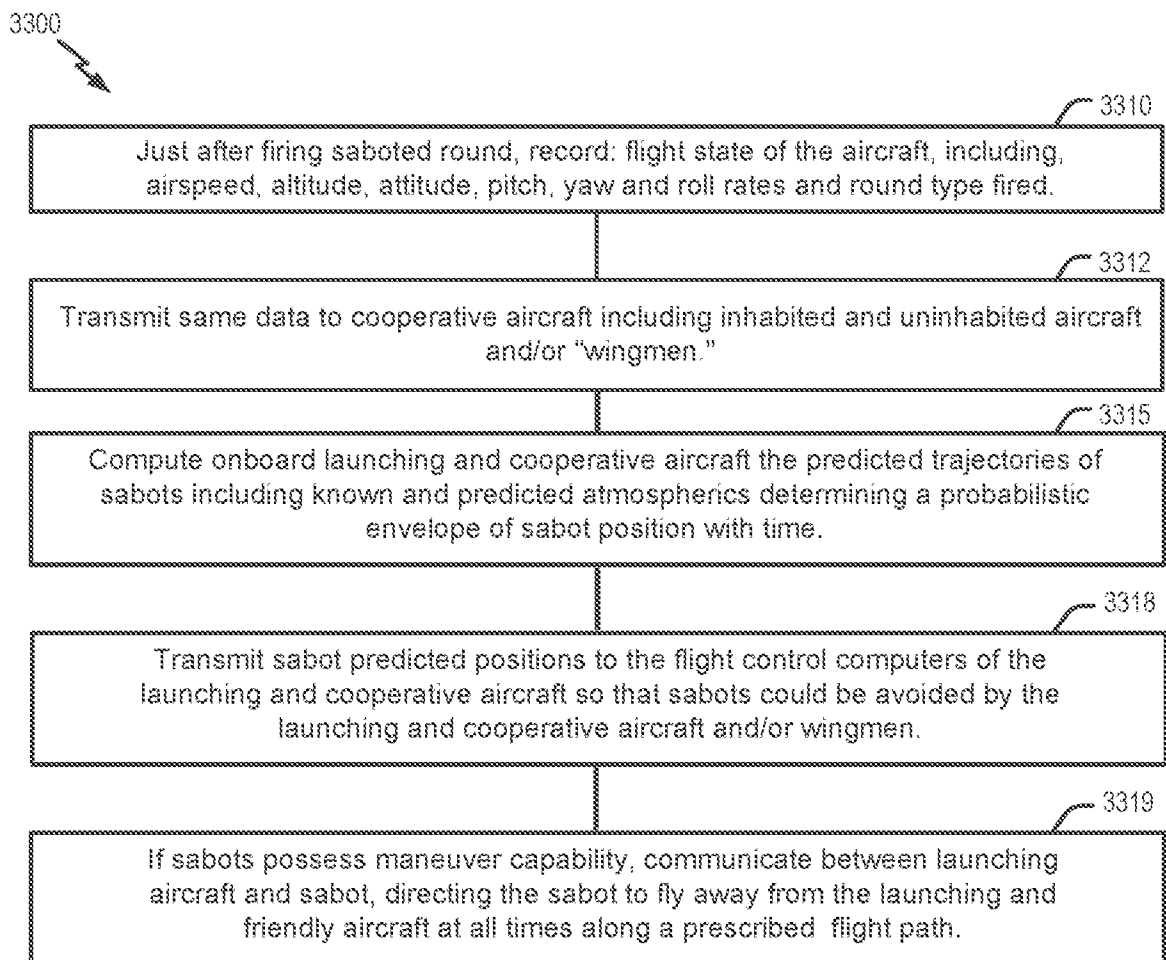 3300
3310
Just after firing saboted round, record: flight state of the aircraft, including,
airspeed, altitude, attitude, pitch, yaw and roll rates and round type fired.
3312
Transmit same data to cooperative aircraft including inhabited and uninhabited aircraft
and/or “wingmen.”
3315
Compute onboard launching and cooperative aircraft the predicted trajectories of
sabots including known and predicted atmospherics determining a probabilistic
envelope of sabot position with time.
3318
Transmit sabot predicted positions to the flight control computers of the
launching and cooperative aircraft so that sabots could be avoided by the
launching and cooperative aircraft and/or wingmen.
3319
If sabots possess maneuver capability, communicate between launching
aircraft and sabot, directing the sabot to fly away from the launching and
friendly aircraft at all times along a prescribed flight path.